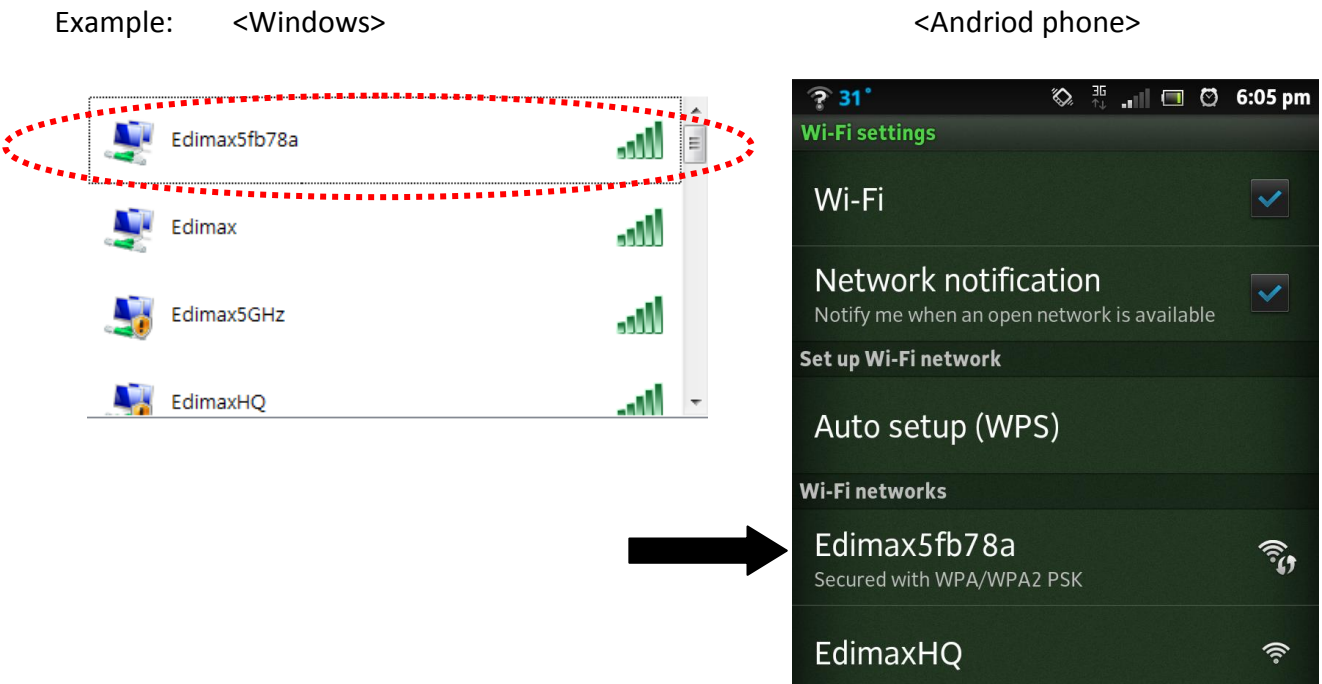 Example: <Windows> <Andriod phone>
Edimax5fb78a
Edimax
Edimax5GHz
EdimaxHQ
31° 3G 6:05 pm
Wi-Fi settings
Wi-Fi
Network notification
Notify me when an open network is available
Set up Wi-Fi network
Auto setup (WPS)
Wi-Fi networks
Edimax5fb78a
Secured with WPA/WPA2 PSK
EdimaxHQ